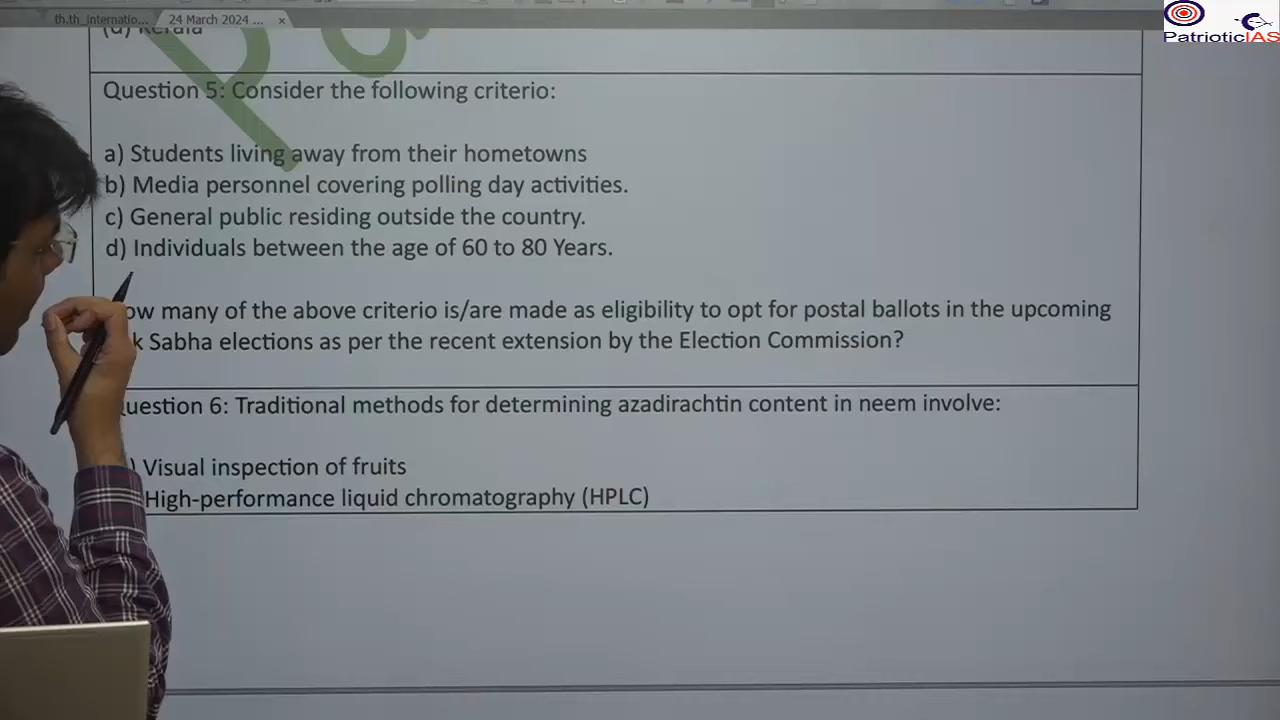 th.th_internatio...
24 March 2024 ...
PatrioticIAS
(d) Kerala
Question 5: Consider the following criterio:
a) Students living away from their hometowns
b) Media personnel covering polling day activities.
c) General public residing outside the country.
d) Individuals between the age of 60 to 80 Years.
ow many of the above criterio is/are made as eligibility to opt for postal ballots in the upcoming
k Sabha elections as per the recent extension by the Election Commission?
uestion 6: Traditional methods for determining azadirachtin content in neem involve:
) Visual inspection of fruits
High-performance liquid chromatography (HPLC)